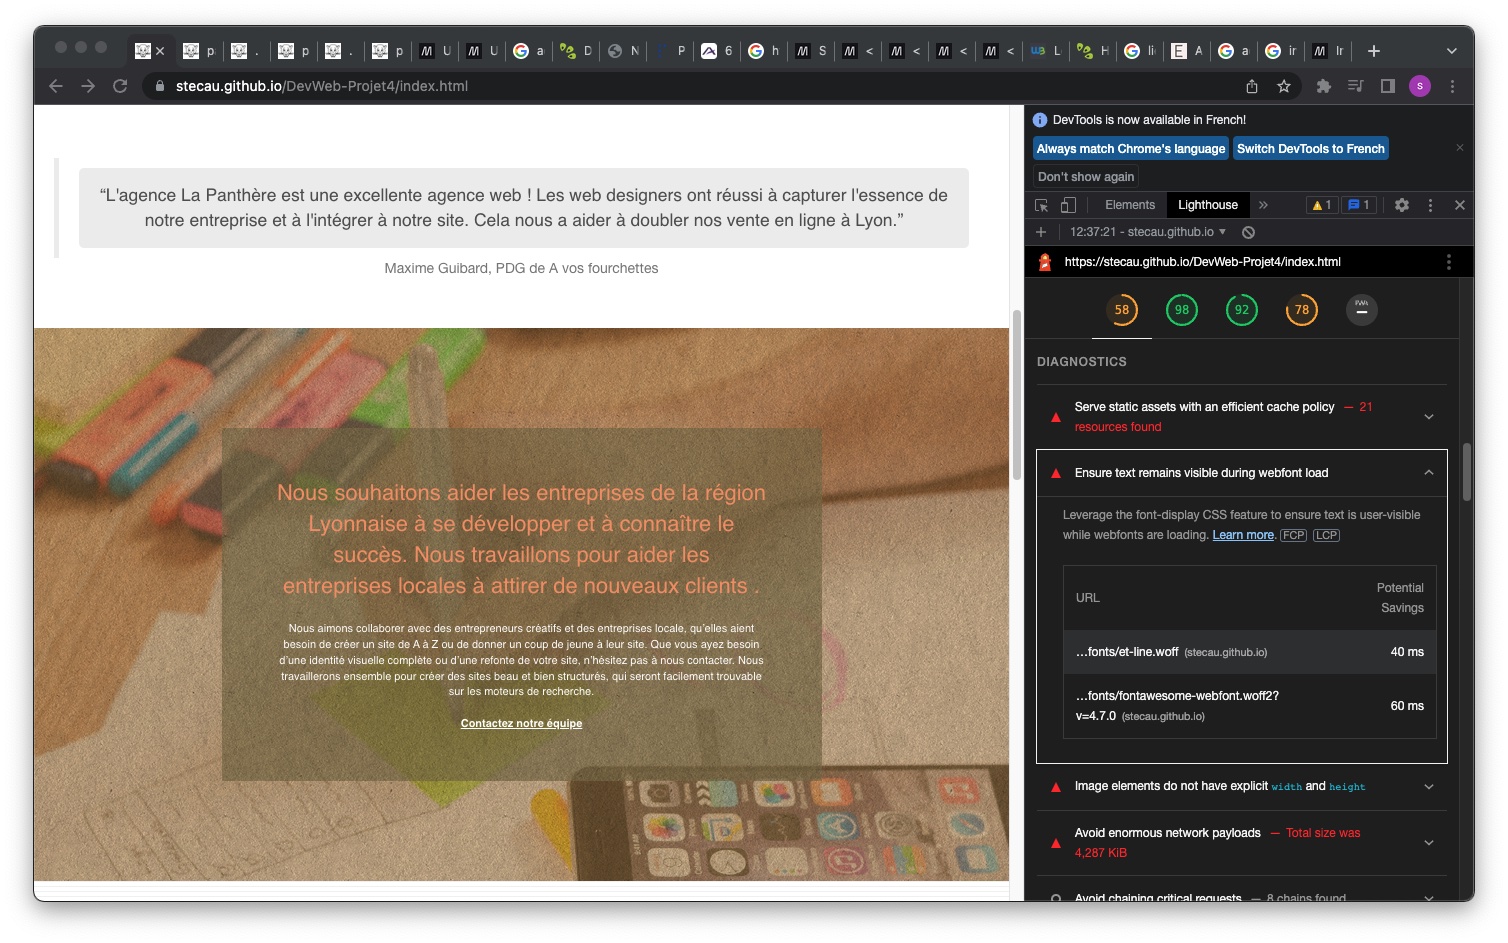 p
.
p
.
p
U
U
a
D
N
P
6
h
S
<
<
<
<
L
H
li
A
a
ir
Ir
stecau.github.io/DevWeb-Projet4/index.html
S
“L'agence La Panthère est une excellente agence web ! Les web designers ont réussi à capturer l'essence de
notre entreprise et à l'intégrer à notre site. Cela nous a aider à doubler nos vente en ligne à Lyon.”
Maxime Guibard, PDG de A vos fourchettes
Nous souhaitons aider les entreprises de la région
Lyonnaise à se développer et à connaître le
succès. Nous travaillons pour aider les
entreprises locales à attirer de nouveaux clients .
Nous aimons collaborer avec des entrepreneurs créatifs et des entreprises locale, qu’elles aient
besoin de créer un site de A à Z ou de donner un coup de jeune à leur site. Que vous ayez besoin
d’une identité visuelle complète ou d’une refonte de votre site, n’hésitez pas à nous contacter. Nous
travaillerons ensemble pour créer des sites beau et bien structurés, qui seront facilement trouvable
sur les moteurs de recherche.
Contactez notre équipe
DevTools is now available in French!
Always match Chrome's language
Switch DevTools to French
Don't show again
Elements
Lighthouse
1
1
12:37:21 - stecau.github.io
https://stecau.github.io/DevWeb-Projet4/index.html
58
98
92
78
PWA
DIAGNOSTICS
Serve static assets with an efficient cache policy — 21
resources found
Ensure text remains visible during webfont load
Leverage the font-display CSS feature to ensure text is user-visible
while webfonts are loading. Learn more. FCP LCP
URL
Potential
Savings
…fonts/et-line.woff (stecau.github.io)
40 ms
…fonts/fontawesome-webfont.woff2?
v=4.7.0 (stecau.github.io)
60 ms
Image elements do not have explicit width and height
Avoid enormous network payloads — Total size was
4,287 KiB
Avoid chaining critical requests — 8 chains found